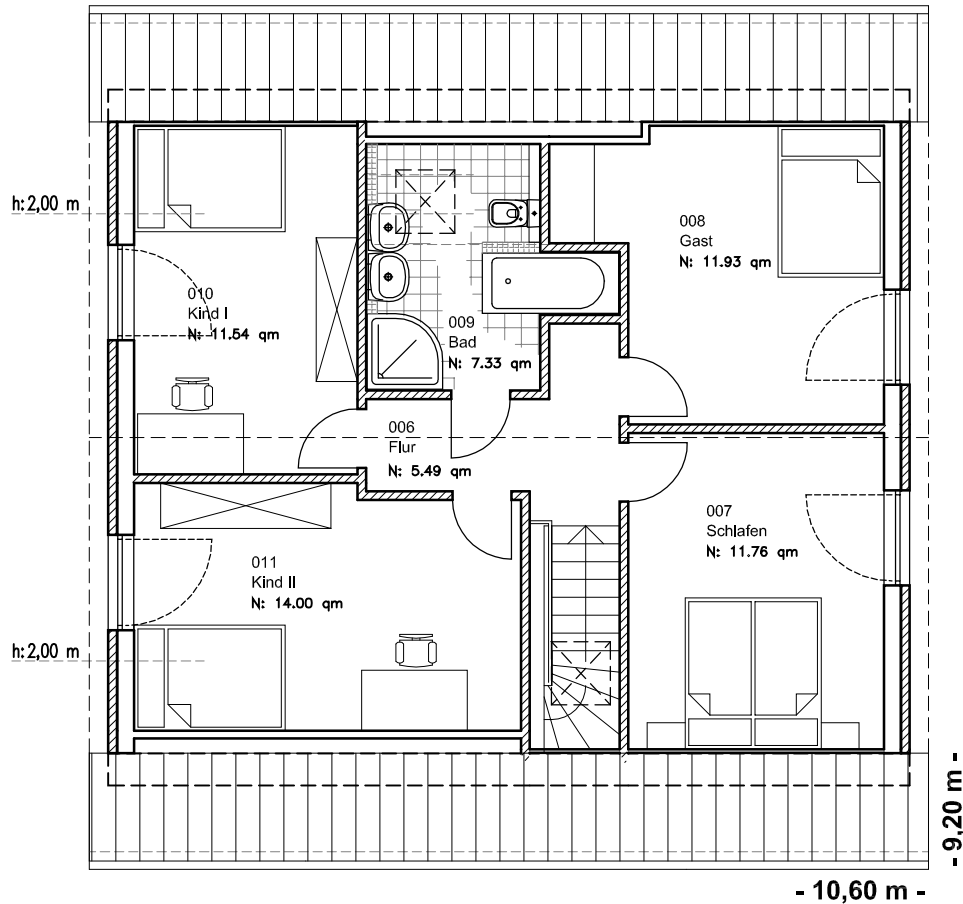 h:2,00 m
010
Kind I
N: 11.54 qm
009
Bad
N: 7.33 qm
008
Gast
N: 11.93 qm
006
Flur
N: 5.49 qm
011
Kind II
N: 14.00 qm
007
Schlafen
N: 11.76 qm
h:2,00 m
- 9,20 m -
- 10,60 m -